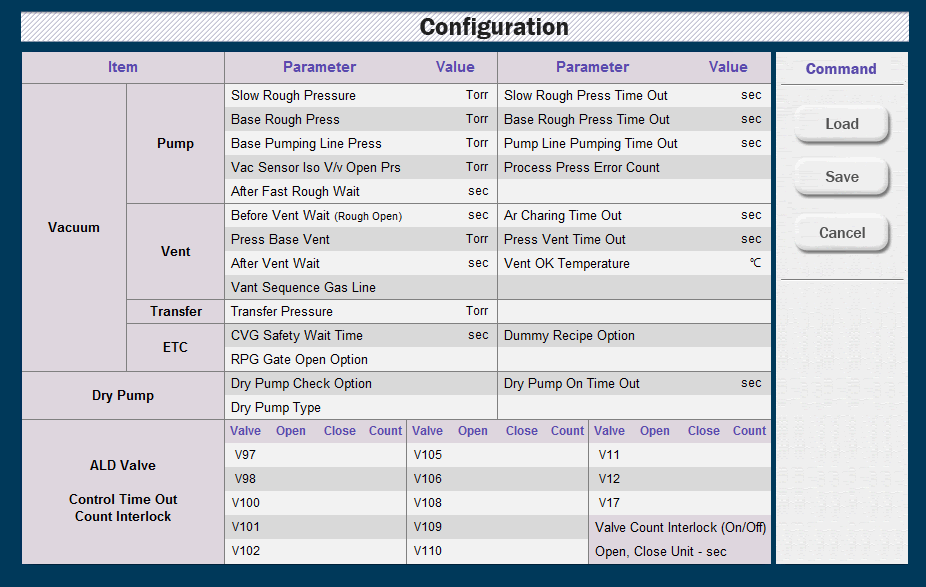 Configuration
Item Parameter Value Parameter Value Command
Slow Rough Pressure Torr Slow Rough Press Time Out sec
Base Rough Press Torr Base Rough Press Time Out sec
Load
Pump Base Pumping Line Press Torr Pump Line Pumping Time Out sec
Vac Sensor Iso V/v Open Prs Torr Process Press Error Count
Save
After Fast Rough Wait sec
Before Vent Wait (Rough Open) sec Ar Charing Time Out sec
Vacuum
Cancel
Press Base Vent Torr Press Vent Time Out sec
Vent
After Vent Wait sec Vent OK Temperature ℃
Vant Sequence Gas Line
Transfer Transfer Pressure Torr
CVG Safety Wait Time sec Dummy Recipe Option
ETC
RPG Gate Open Option
Dry Pump Check Option Dry Pump On Time Out sec
Dry Pump
Dry Pump Type
Valve Open Close Count Valve Open Close Count Valve Open Close Count
V97 V105 V11
ALD Valve
V98 V106 V12
Control Time Out V100 V108 V17
Count Interlock
V101 V109 Valve Count Interlock (On/Off)
V102 V110 Open, Close Unit - sec